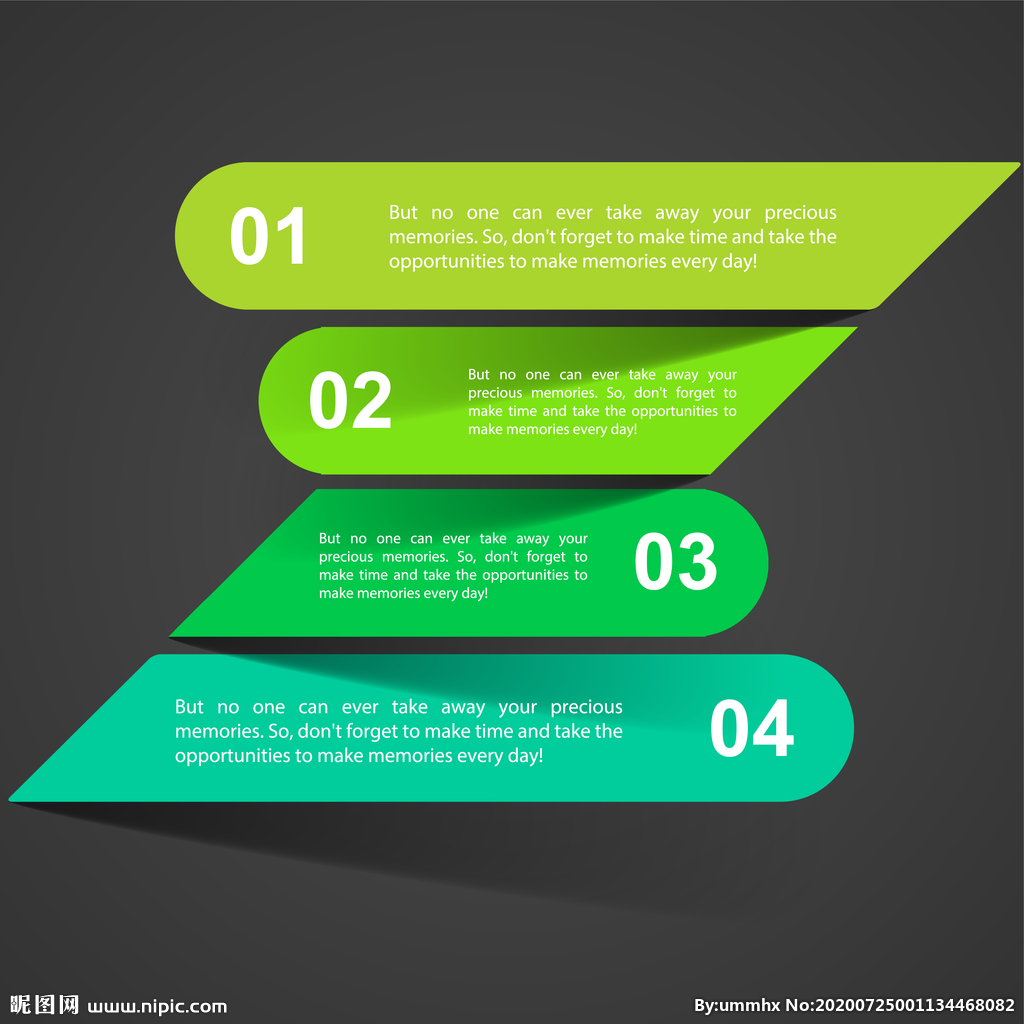 01
But no one can ever take away your precious
memories. So, don't forget to make time and take the
opportunities to make memories every day!
02
But no one can ever take away your
precious memories. So, don't forget to
make time and take the opportunities to
make memories every day!
But no one can ever take away your
precious memories. So, don't forget to
make time and take the opportunities to
make memories every day!
03
But no one can ever take away your precious
memories. So, don't forget to make time and take the
opportunities to make memories every day!
04
昵图网 www.nipic.com
By:ummhx No:20200725001134468082